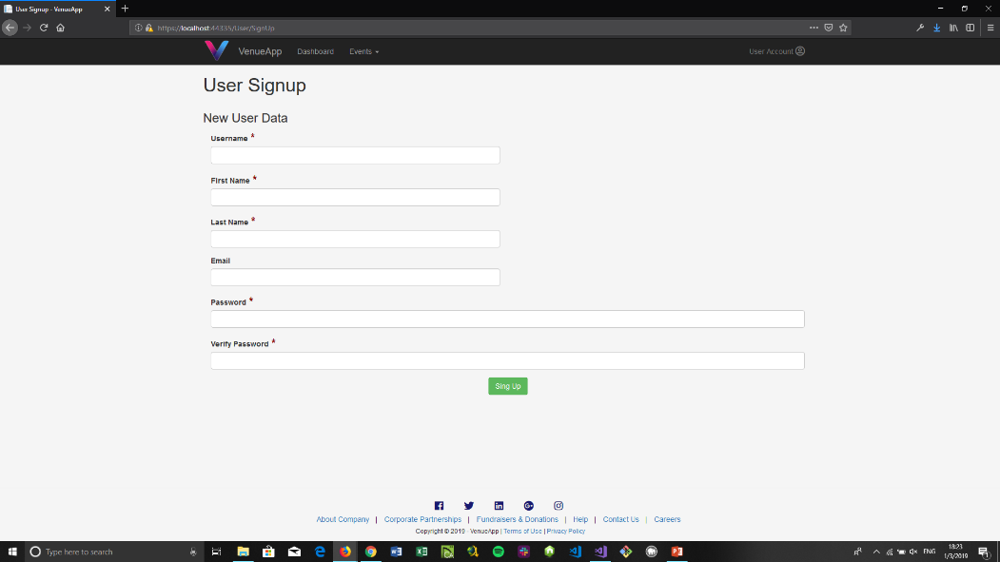 User Signup - VenueApp
https://localhost:44335/User/SignUp
VenueApp Dashboard Events User Account
User Signup
New User Data
Username *
First Name *
Last Name *
Email
Password *
Verify Password *
Sing Up
About Company | Corporate Partnerships | Fundraisers & Donations | Help | Contact Us | Careers
Copyright © 2019 - VenueApp | Terms of Use | Privacy Policy
Type here to search
ENG
18:23
1/3/2019